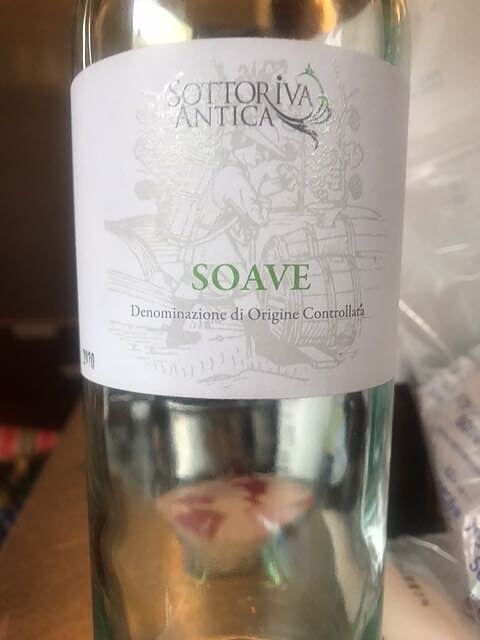 SOTTORIVA
ANTICA
SOAVE
Denominazione di Origine Controllata